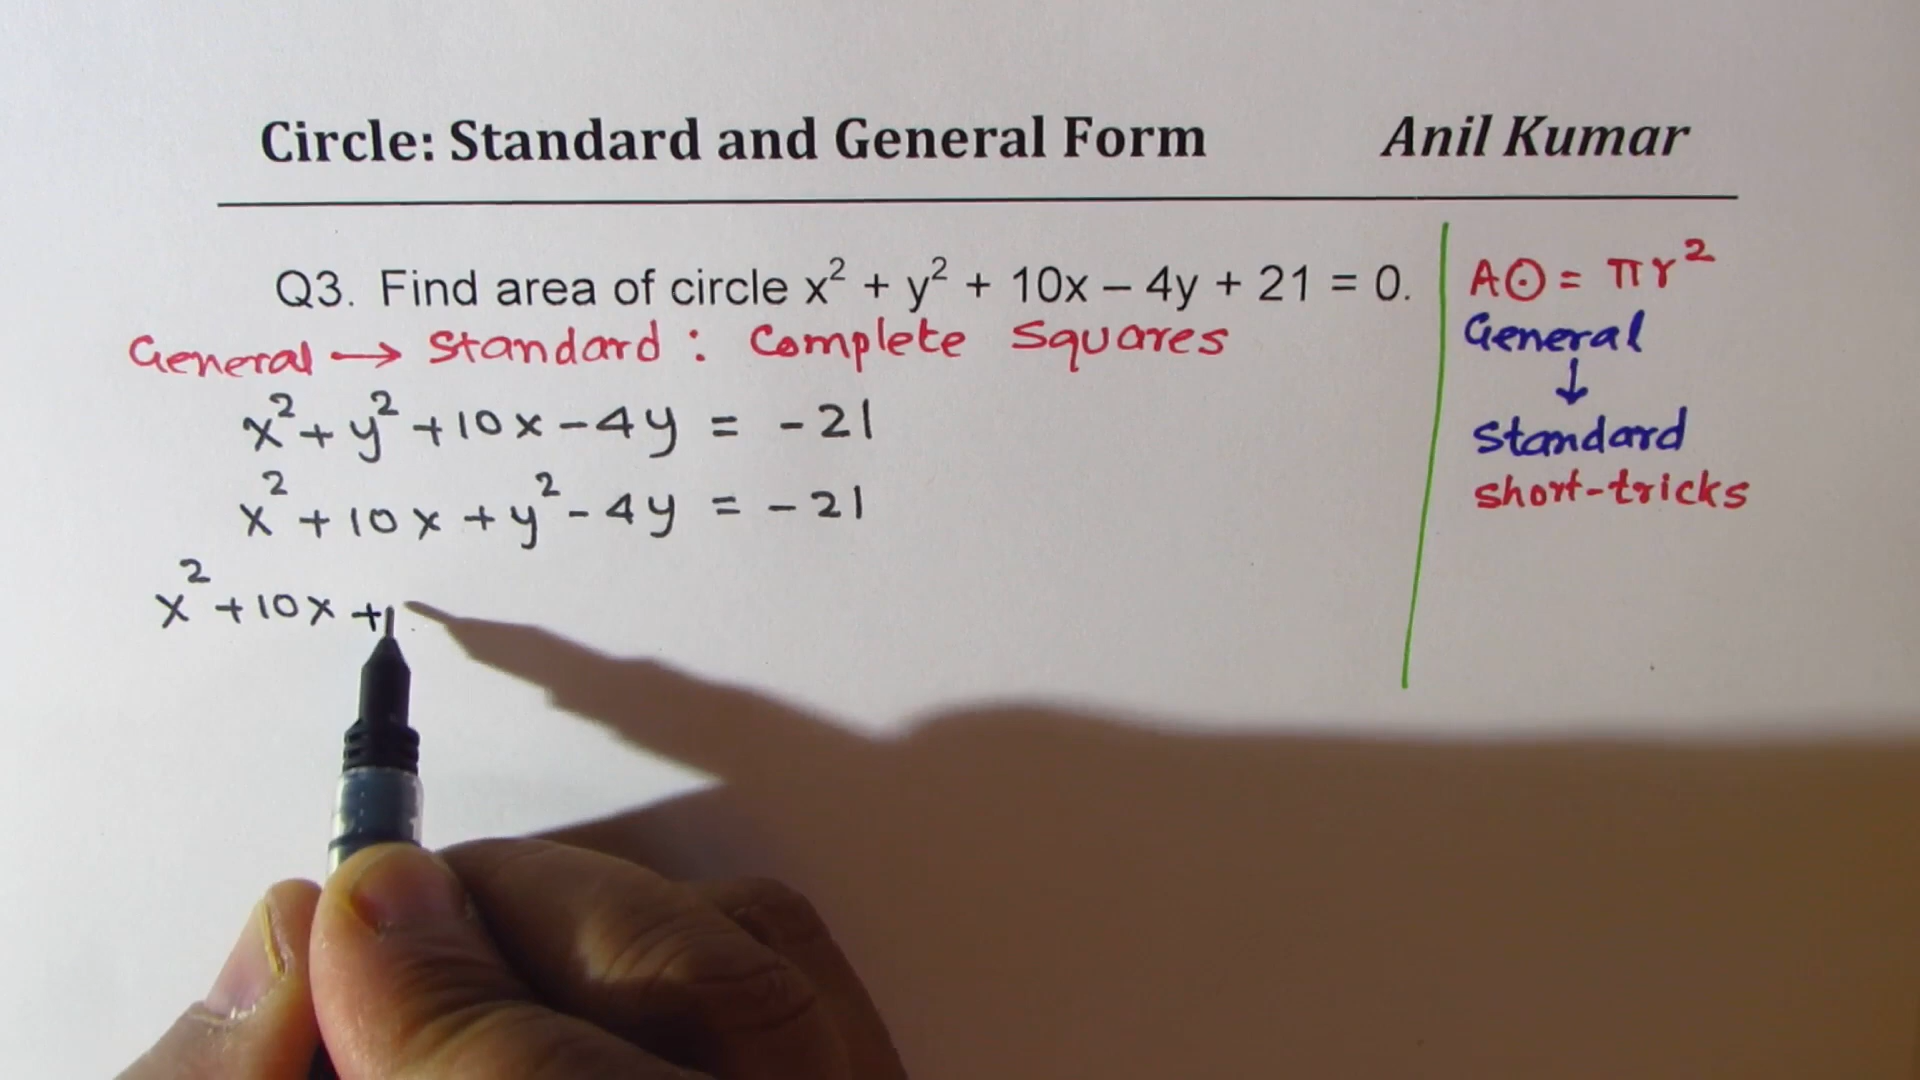 Circle: Standard and General Form Anil Kumar
Q3. Find area of circle x² + y² + 10x – 4y + 21 = 0.
General → Standard : Complete Squares
x² + y² + 10x - 4y = -21
x² + 10x + y² - 4y = -21
x² + 10x +
A⊙ = πr²
General
↓
Standard
Short-tricks